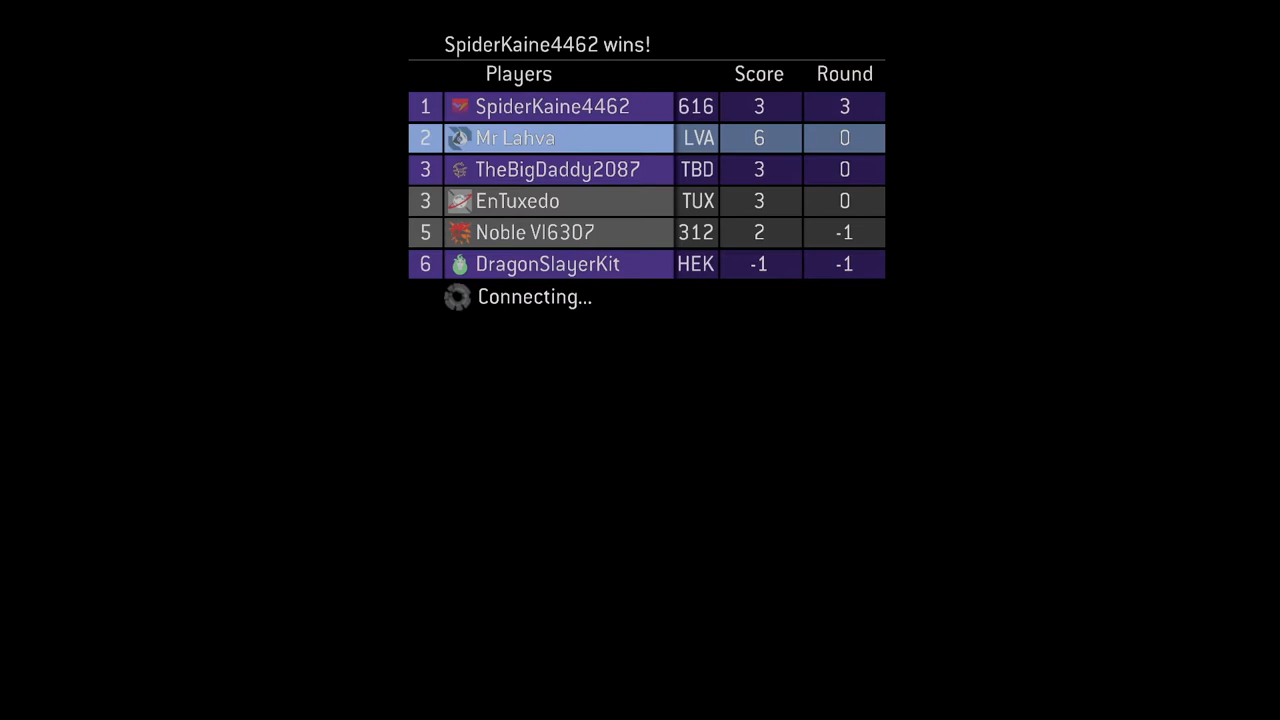 SpiderKaine4462 wins!
Players Score Round
1 SpiderKaine4462 616 3 3
2 Mr Lahva LVA 6 0
3 TheBigDaddy2087 TBD 3 0
3 EnTuxedo TUX 3 0
5 Noble VI6307 312 2 -1
6 DragonSlayerKit HEK -1 -1
Connecting...